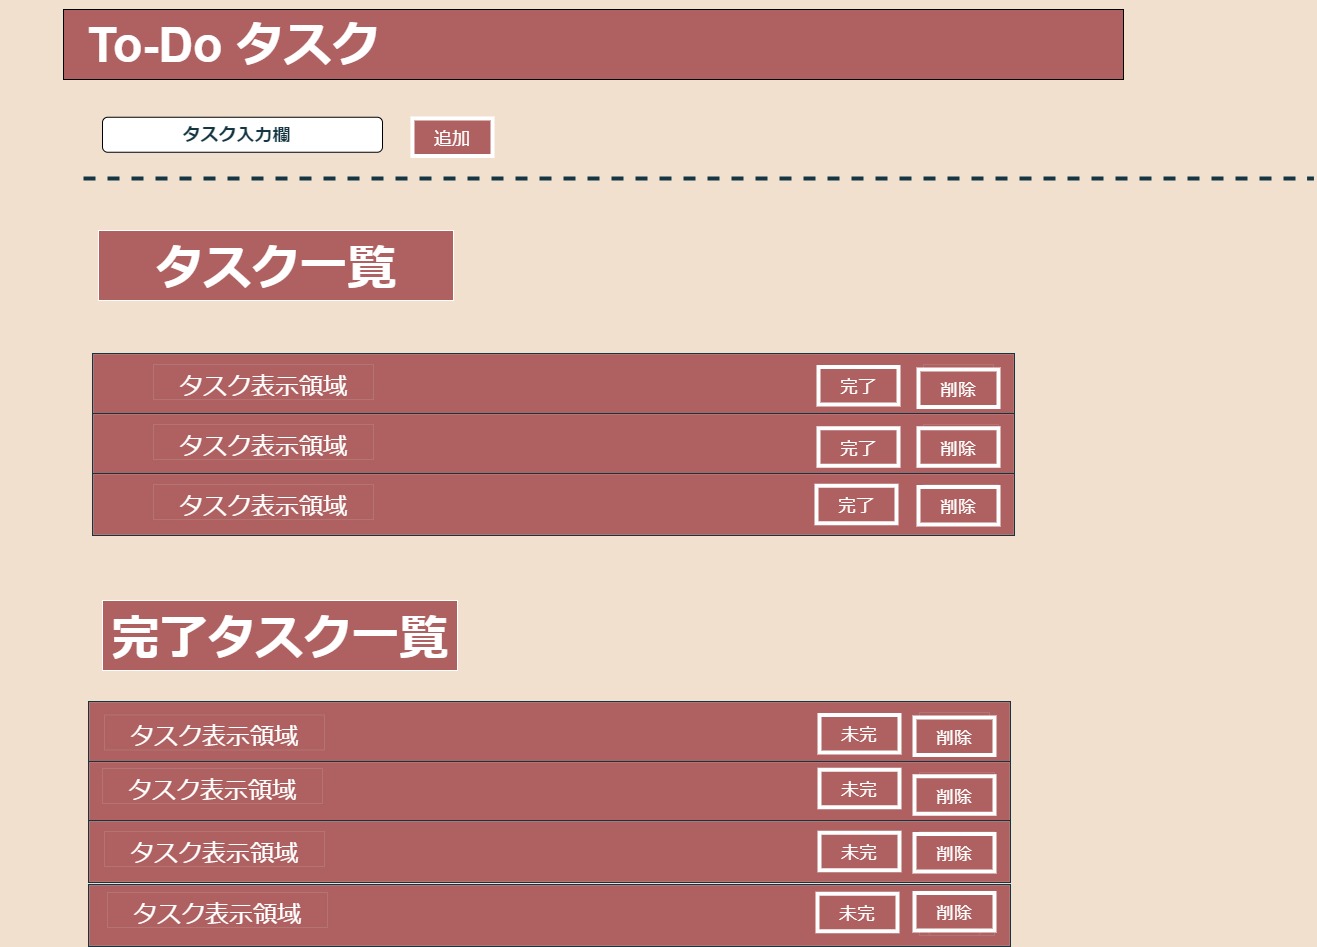 To-Do タスク
タスク入力欄 追加
タスク一覧
タスク表示領域 完了 削除
タスク表示領域 完了 削除
タスク表示領域 完了 削除
完了タスク一覧
タスク表示領域 未完 削除
タスク表示領域 未完 削除
タスク表示領域 未完 削除
タスク表示領域 未完 削除